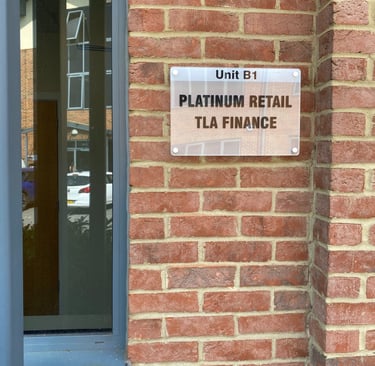 Unit B1
PLATINUM RETAIL
TLA FINANCE